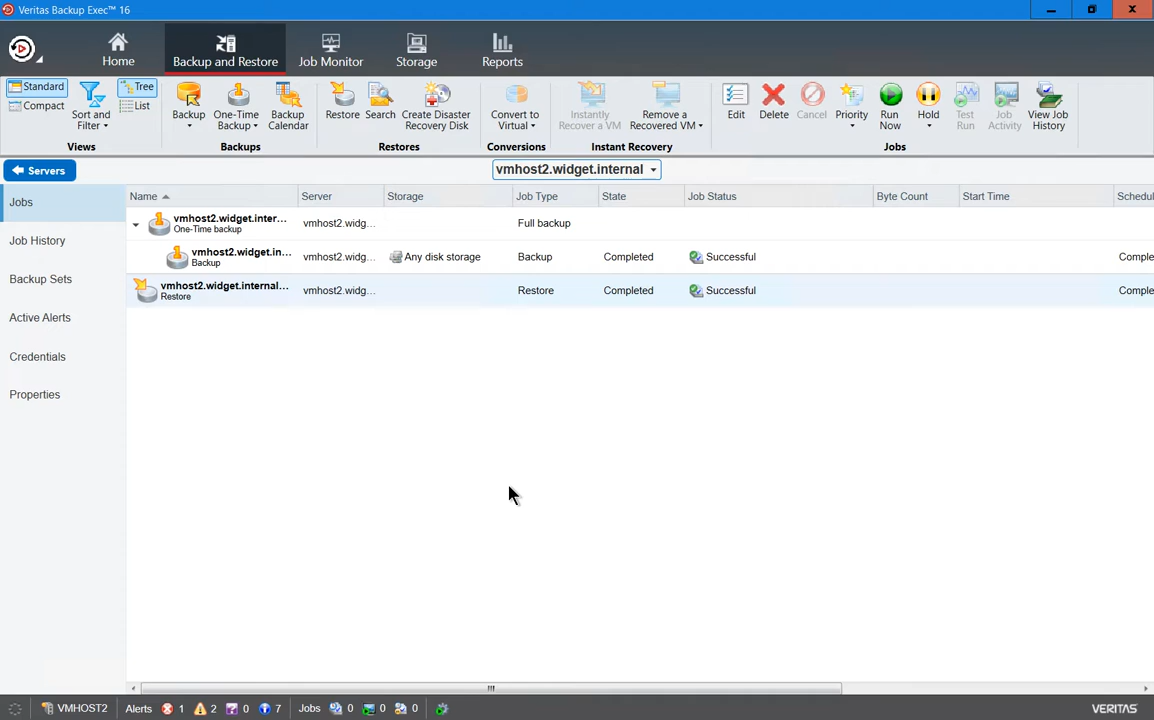 Veritas Backup Exec™ 16
Home
Backup and Restore
Job Monitor
Storage
Reports
Standard
Compact
Sort and Filter
Tree
List
Views
Backup
One-Time Backup
Backup Calendar
Backups
Restore
Search
Create Disaster Recovery Disk
Restores
Convert to Virtual
Conversions
Instantly Recover a VM
Remove a Recovered VM
Instant Recovery
Edit
Delete
Cancel
Priority
Run Now
Hold
Test Run
Job Activity
View Job History
Jobs
Servers
vmhost2.widget.internal
Jobs
Job History
Backup Sets
Active Alerts
Credentials
Properties
Name Server Storage Job Type State Job Status Byte Count Start Time Schedu
vmhost2.widget.inter... vmhost2.widg... Full backup
One-Time backup
vmhost2.widget.in... vmhost2.widg... Any disk storage Backup Completed Successful Comple
Backup
vmhost2.widget.internal... vmhost2.widg... Restore Completed Successful Comple
Restore
VMHOST2 Alerts 1 2 0 7 Jobs 0 0 0 VERITAS